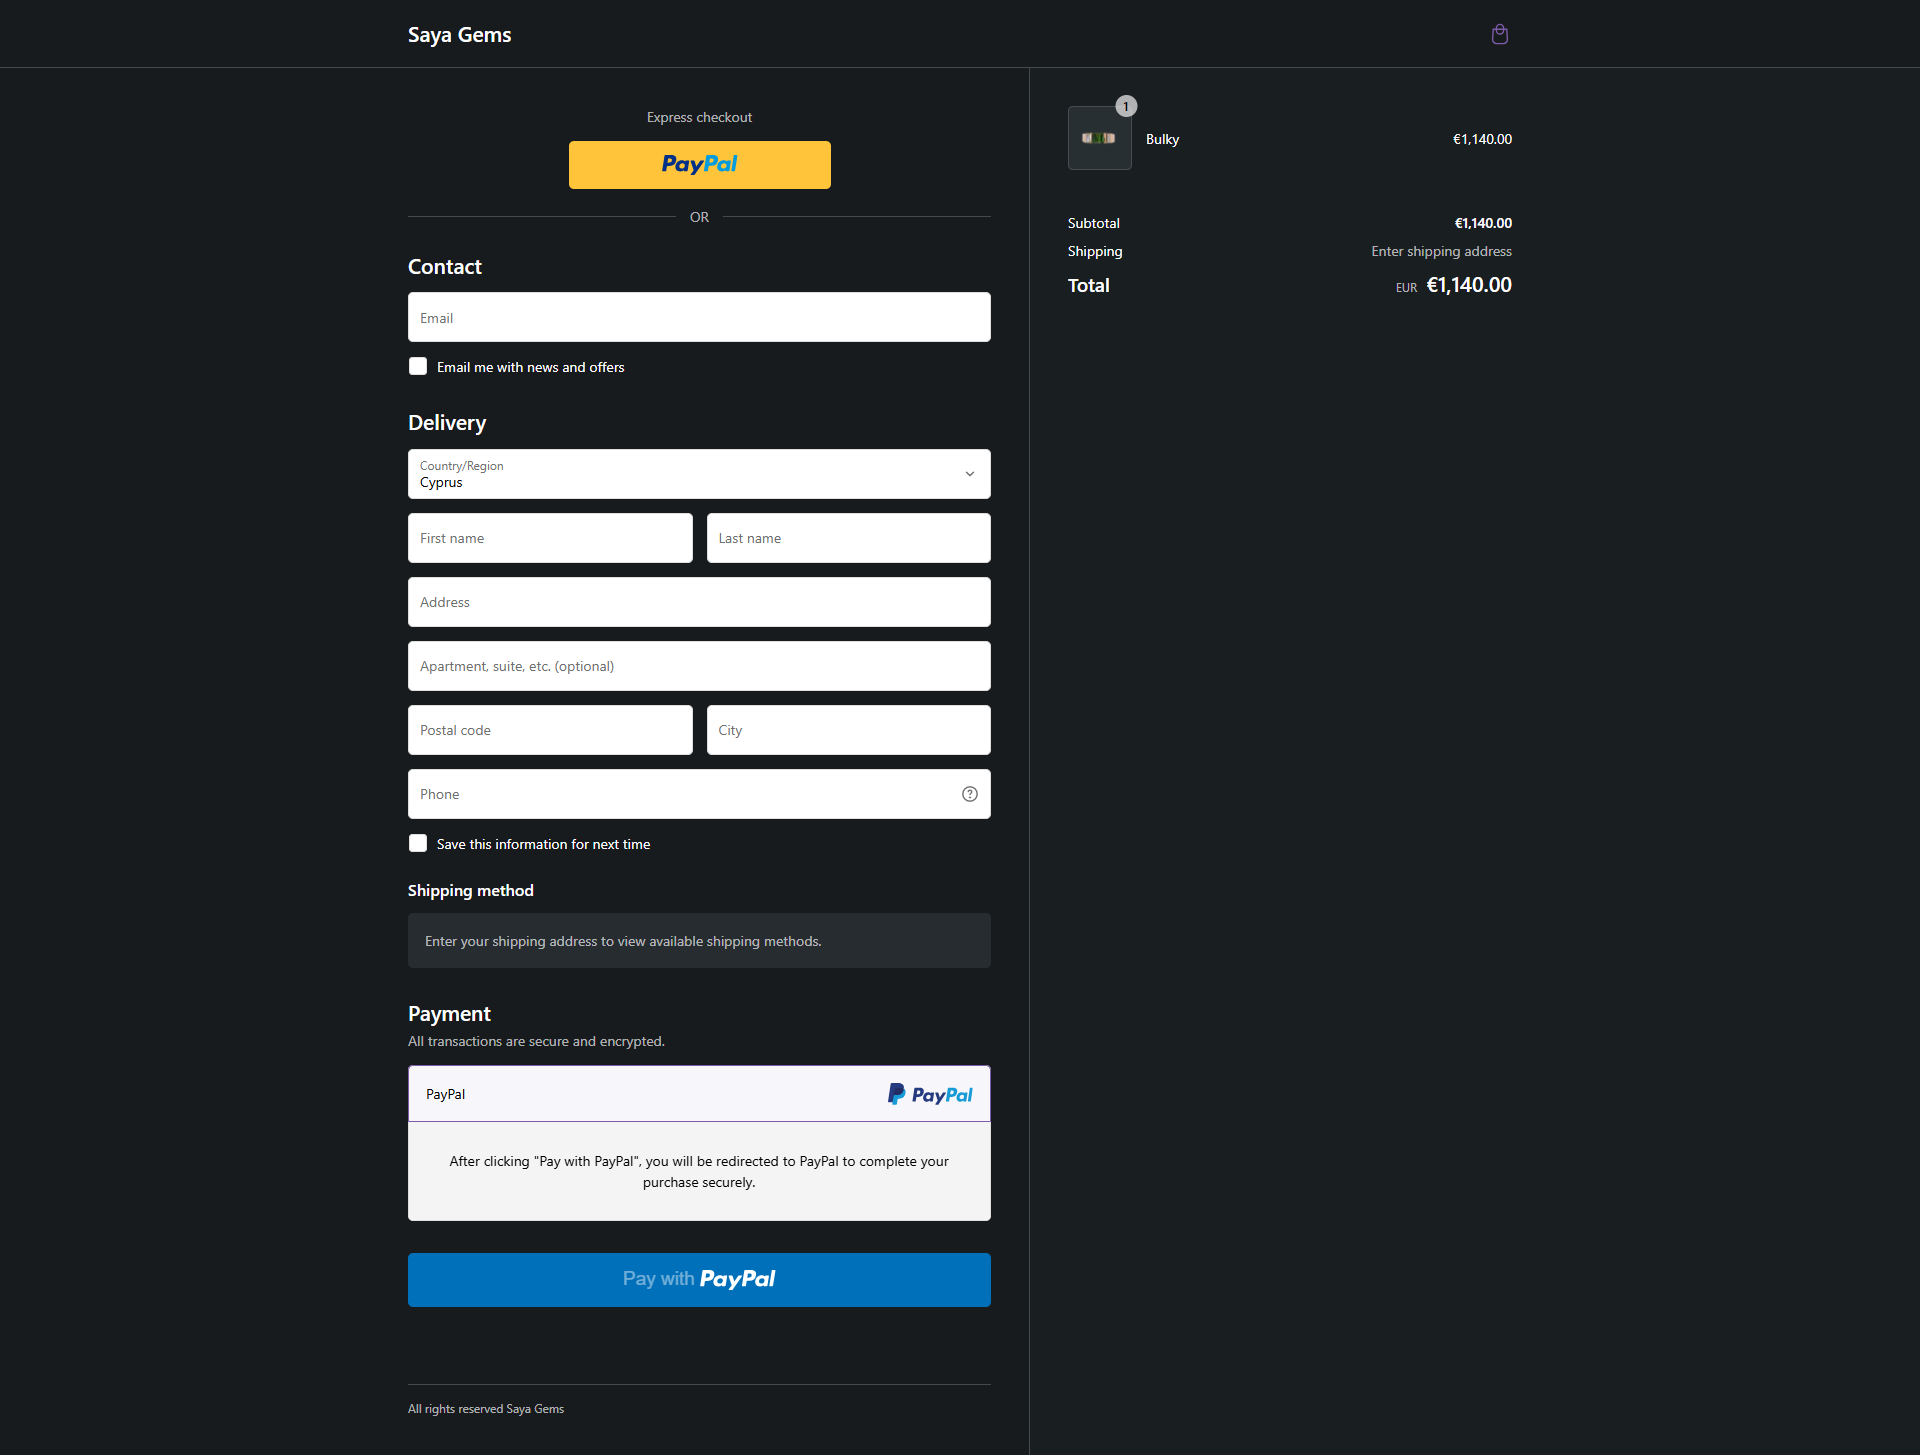 Saya Gems
Express checkout
PayPal
OR
Contact
Email
Email me with news and offers
Delivery
Country/Region
Cyprus
First name
Last name
Address
Apartment, suite, etc. (optional)
Postal code
City
Phone
Save this information for next time
Shipping method
Enter your shipping address to view available shipping methods.
Payment
All transactions are secure and encrypted.
PayPal
PayPal
After clicking "Pay with PayPal", you will be redirected to PayPal to complete your
purchase securely.
Pay with PayPal
All rights reserved Saya Gems
1
Bulky
€1,140.00
Subtotal
€1,140.00
Shipping
Enter shipping address
Total
EUR €1,140.00